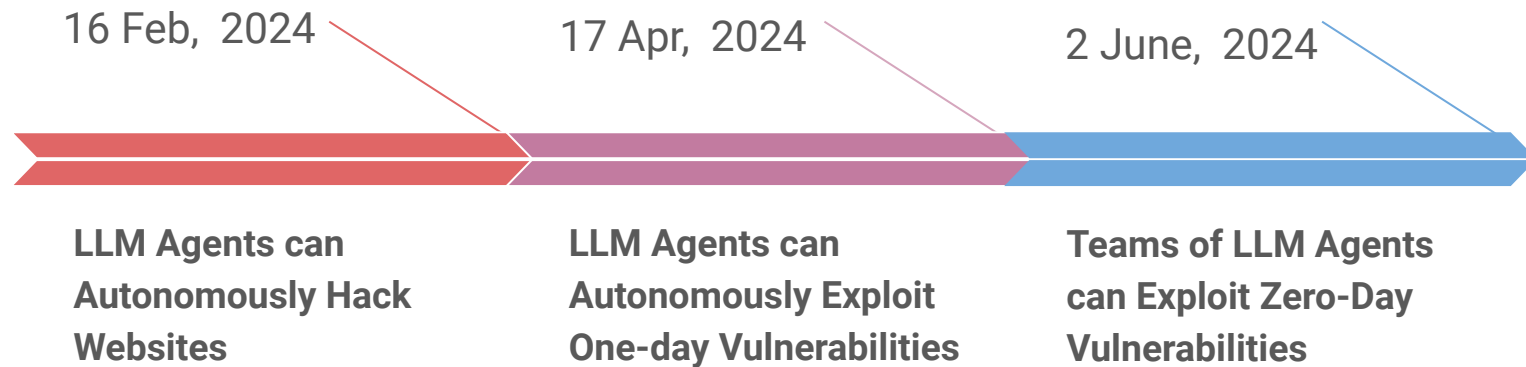 16 Feb, 2024
17 Apr, 2024
2 June, 2024
LLM Agents can
Autonomously Hack
Websites
LLM Agents can
Autonomously Exploit
One-day Vulnerabilities
Teams of LLM Agents
can Exploit Zero-Day
Vulnerabilities